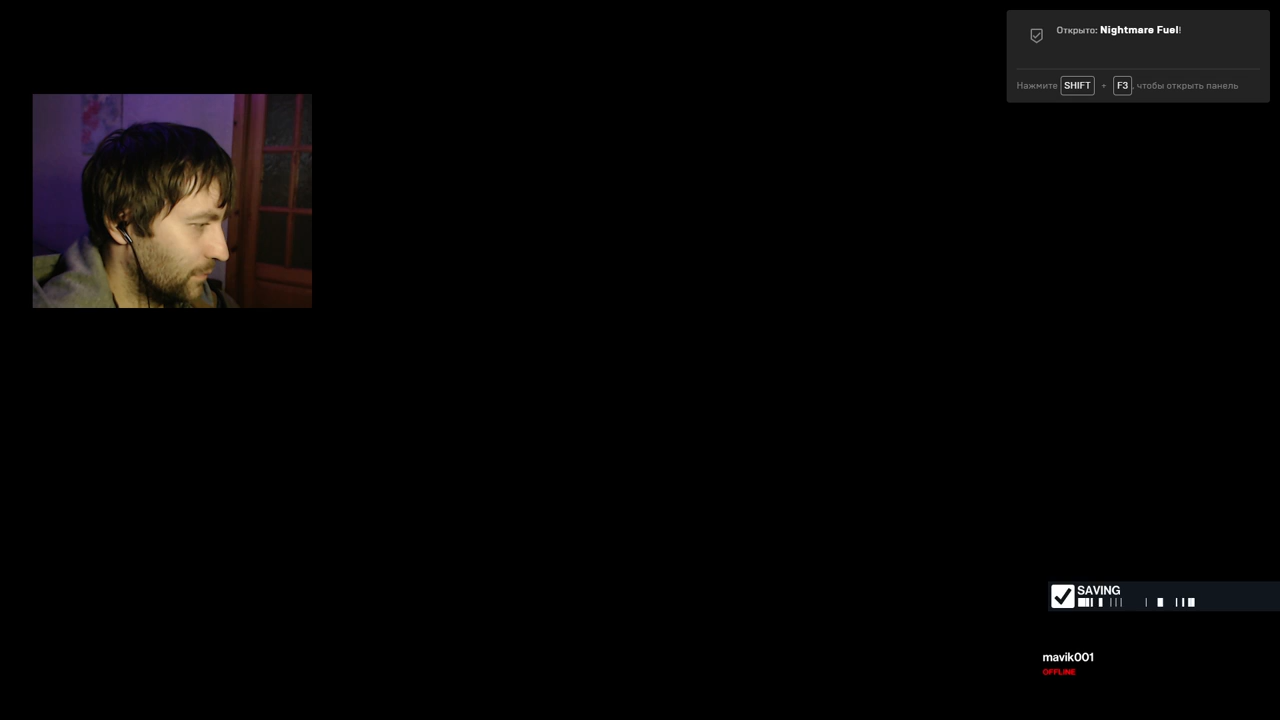 Открыто: Nightmare Fuel!
Нажмите SHIFT + F3, чтобы открыть панель
SAVING
mavik001
OFFLINE